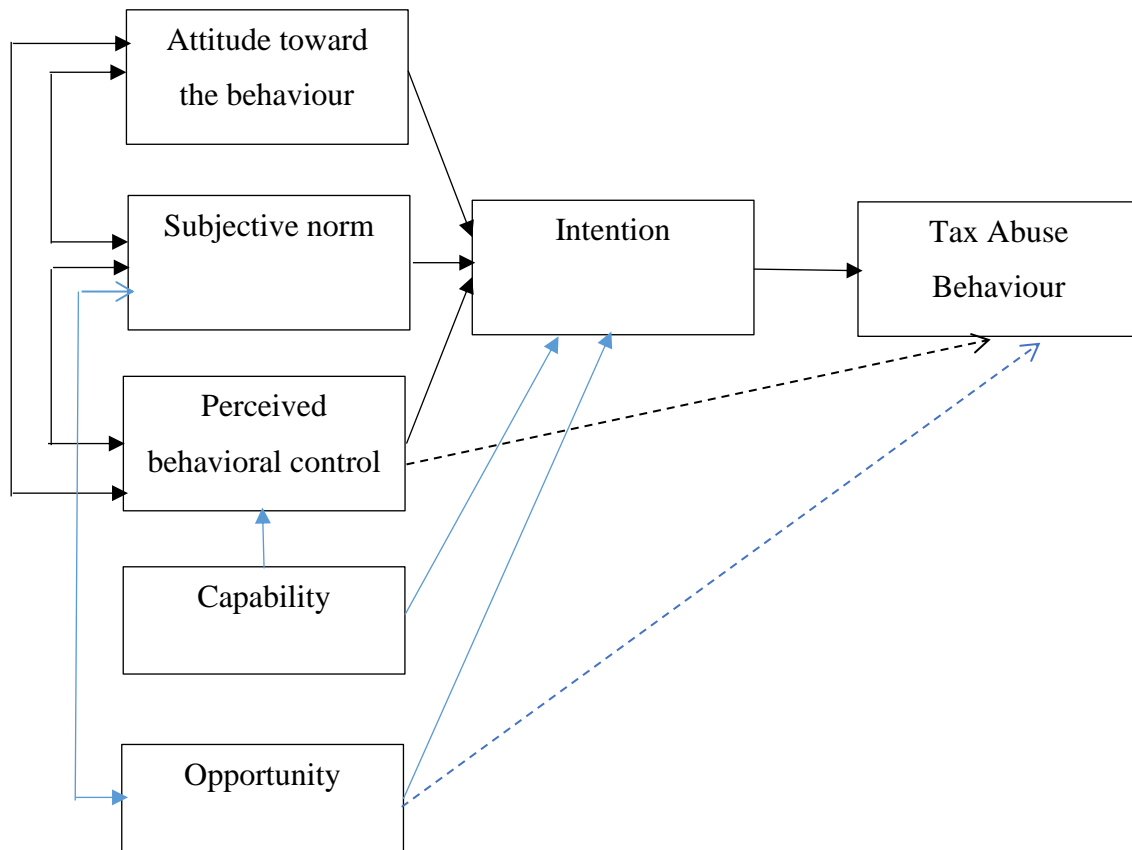 Attitude toward
the behaviour
Subjective norm
Intention
Tax Abuse
Behaviour
Perceived
behavioral control
Capability
Opportunity